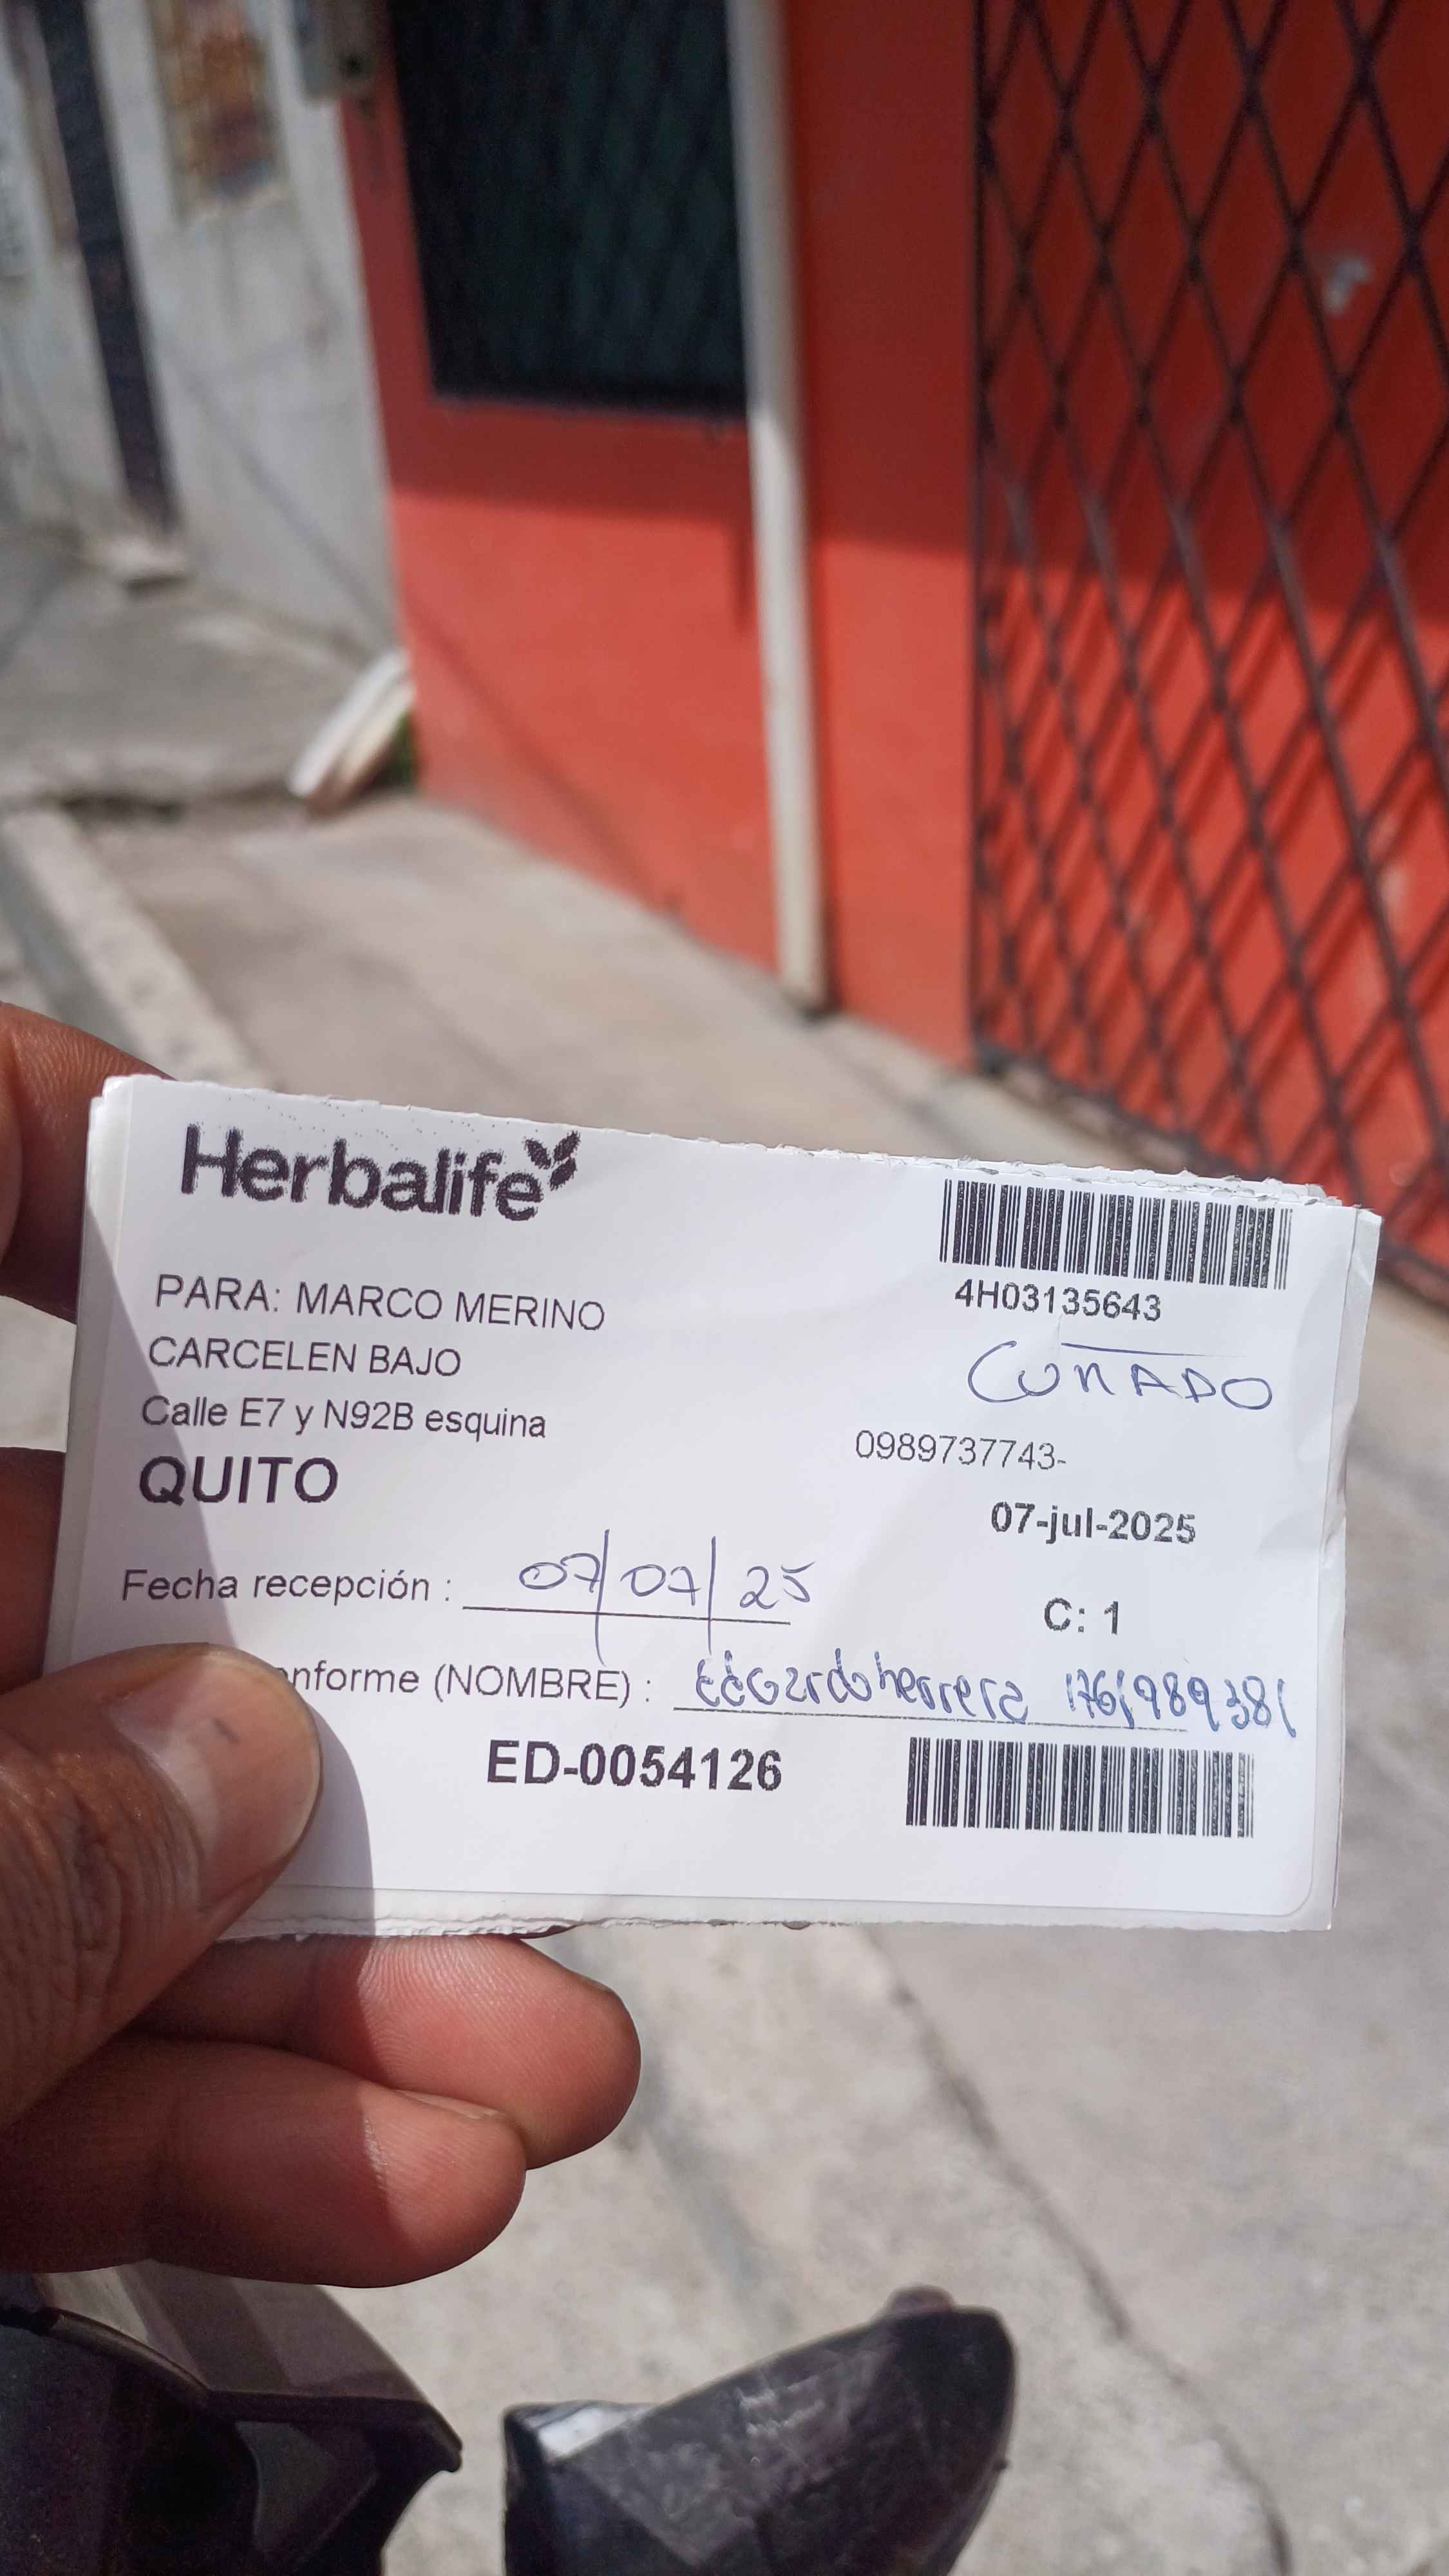 Herbalife
4H03135643
PARA: MARCO MERINO
CUÑADO
CARCELEN BAJO
Calle E7 y N92B esquina
0989737743-
QUITO
07-jul-2025
Fecha recepción : 07/07/25
C: 1
nforme (NOMBRE) : Edgardo herrera 1761989381
ED-0054126